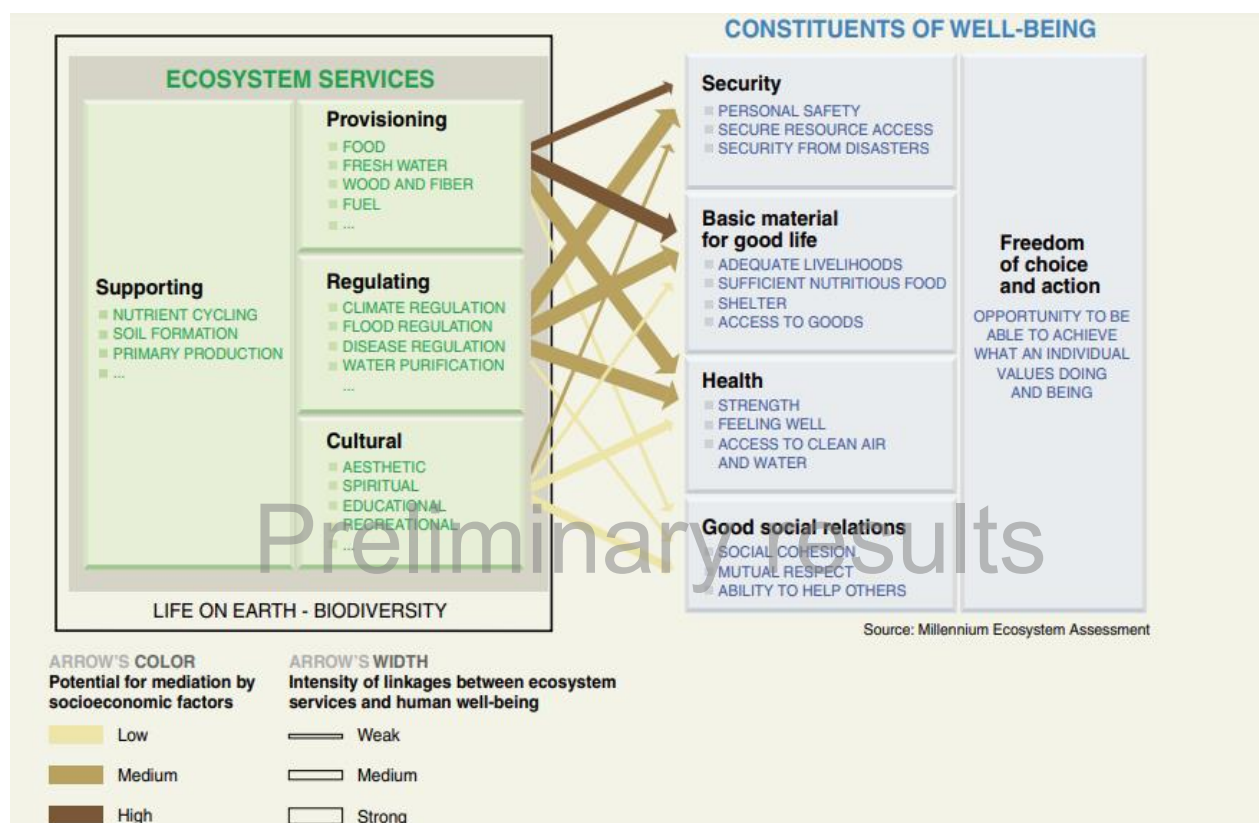 CONSTITUENTS OF WELL-BEING
ECOSYSTEM SERVICES
Supporting
NUTRIENT CYCLING
SOIL FORMATION
PRIMARY PRODUCTION
...
Provisioning
FOOD
FRESH WATER
WOOD AND FIBER
FUEL
...
Regulating
CLIMATE REGULATION
FLOOD REGULATION
DISEASE REGULATION
WATER PURIFICATION
...
Cultural
AESTHETIC
SPIRITUAL
EDUCATIONAL
RECREATIONAL
...
LIFE ON EARTH - BIODIVERSITY
Security
PERSONAL SAFETY
SECURE RESOURCE ACCESS
SECURITY FROM DISASTERS
Basic material
for good life
ADEQUATE LIVELIHOODS
SUFFICIENT NUTRITIOUS FOOD
SHELTER
ACCESS TO GOODS
Health
STRENGTH
FEELING WELL
ACCESS TO CLEAN AIR
AND WATER
Good social relations
SOCIAL COHESION
MUTUAL RESPECT
ABILITY TO HELP OTHERS
Freedom
of choice
and action
OPPORTUNITY TO BE
ABLE TO ACHIEVE
WHAT AN INDIVIDUAL
VALUES DOING
AND BEING
Preliminary results
Source: Millennium Ecosystem Assessment
ARROW'S COLOR
Potential for mediation by
socioeconomic factors
Low
Medium
High
ARROW'S WIDTH
Intensity of linkages between ecosystem
services and human well-being
Weak
Medium
Strong